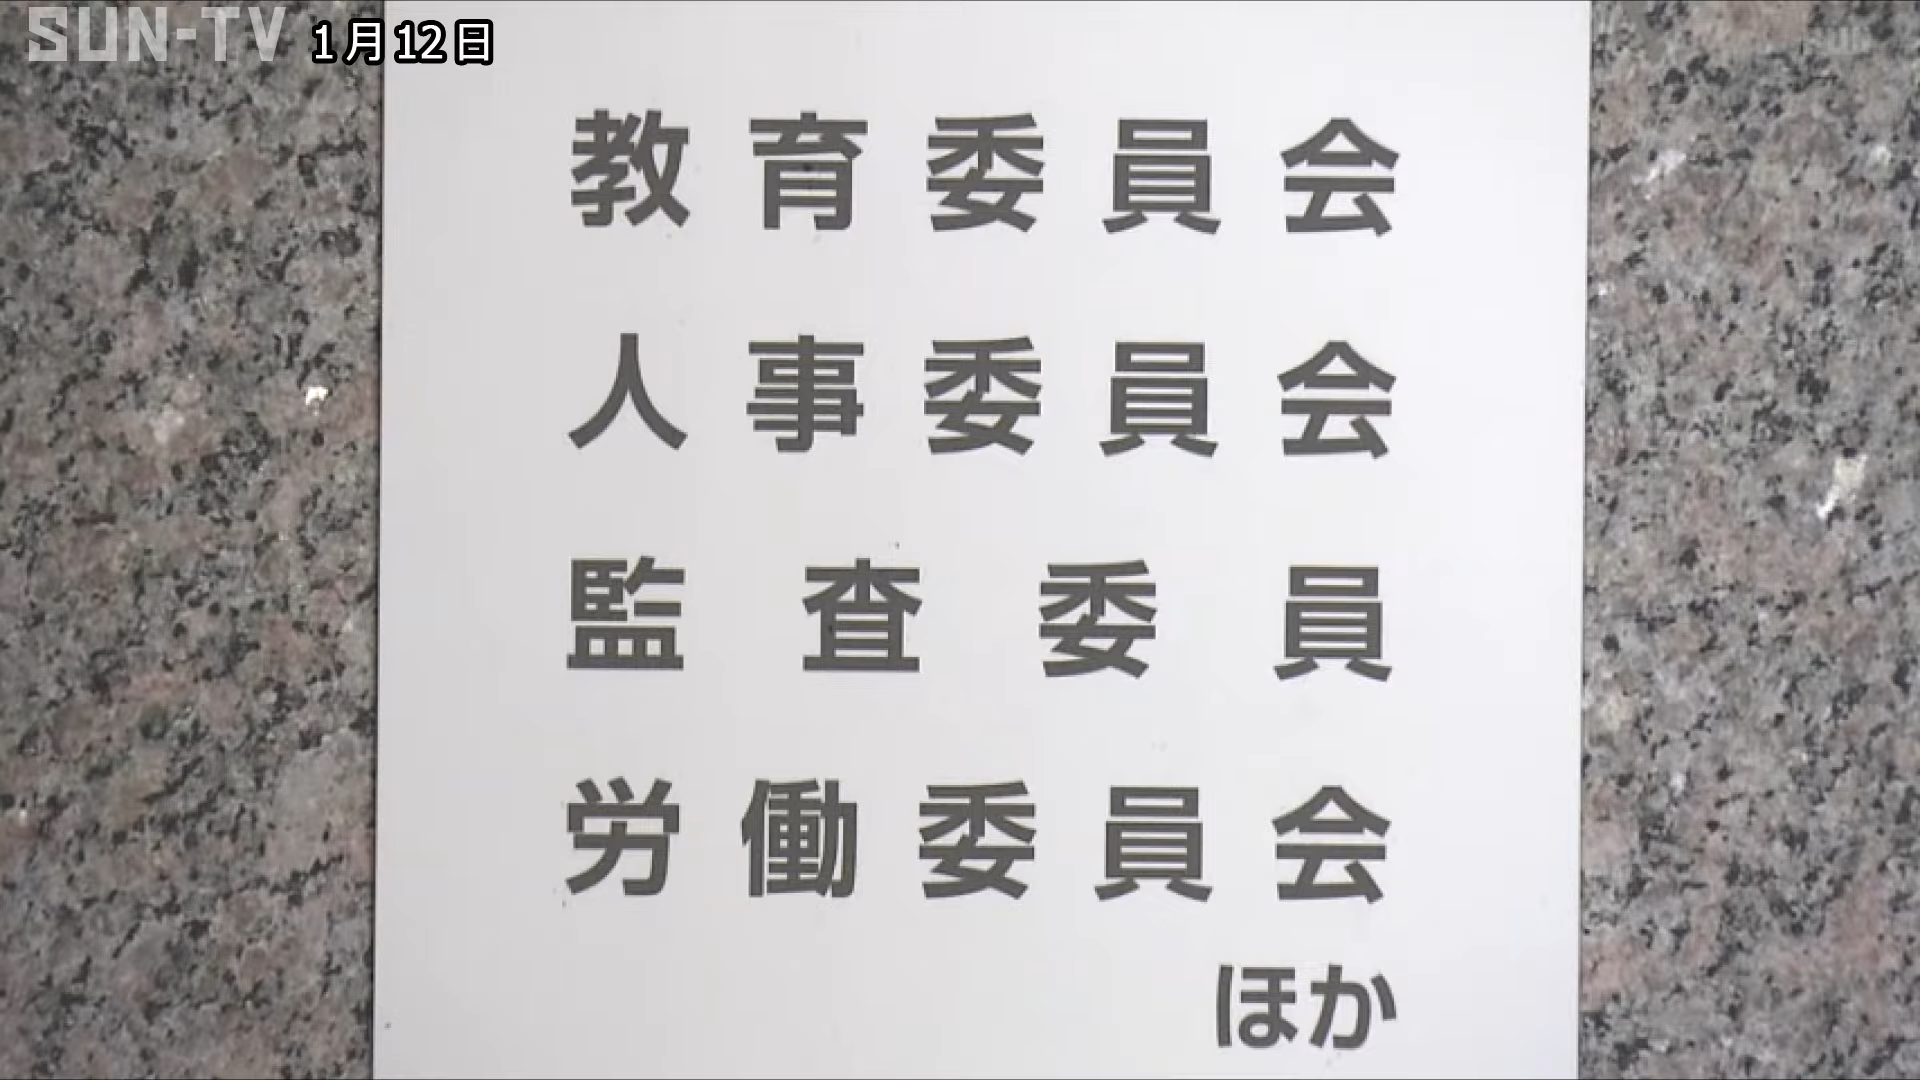 SUN-TV 1月12日
教育委員会
人事委員会
監査委員
労働委員会
ほか